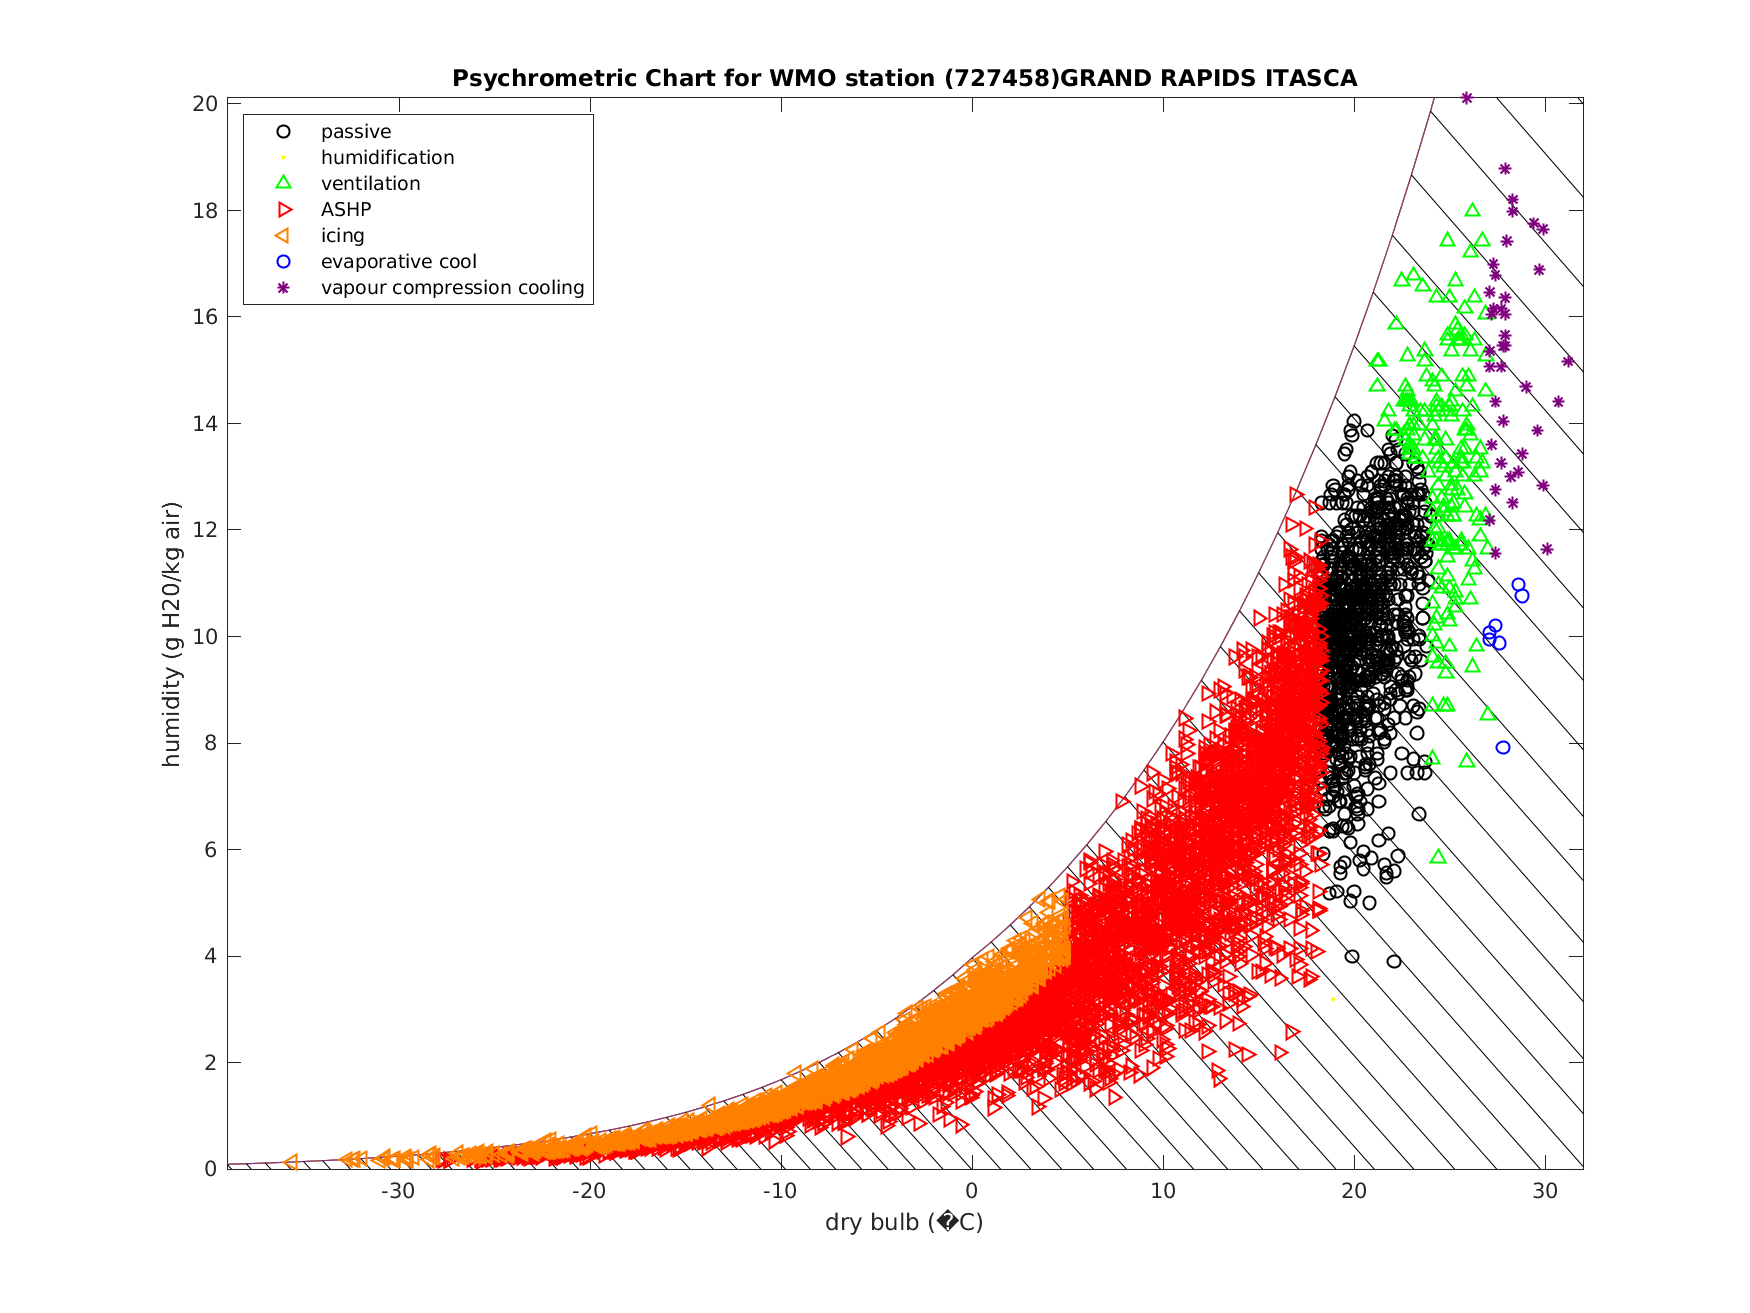 Psychrometric Chart for WMO station (727458)GRAND RAPIDS ITASCA
passive
humidification
ventilation
ASHP
icing
evaporative cool
vapour compression cooling
humidity (g H20/kg air)
20
18
16
14
12
10
8
6
4
2
0
-30 -20 -10 0 10 20 30
dry bulb (�C)